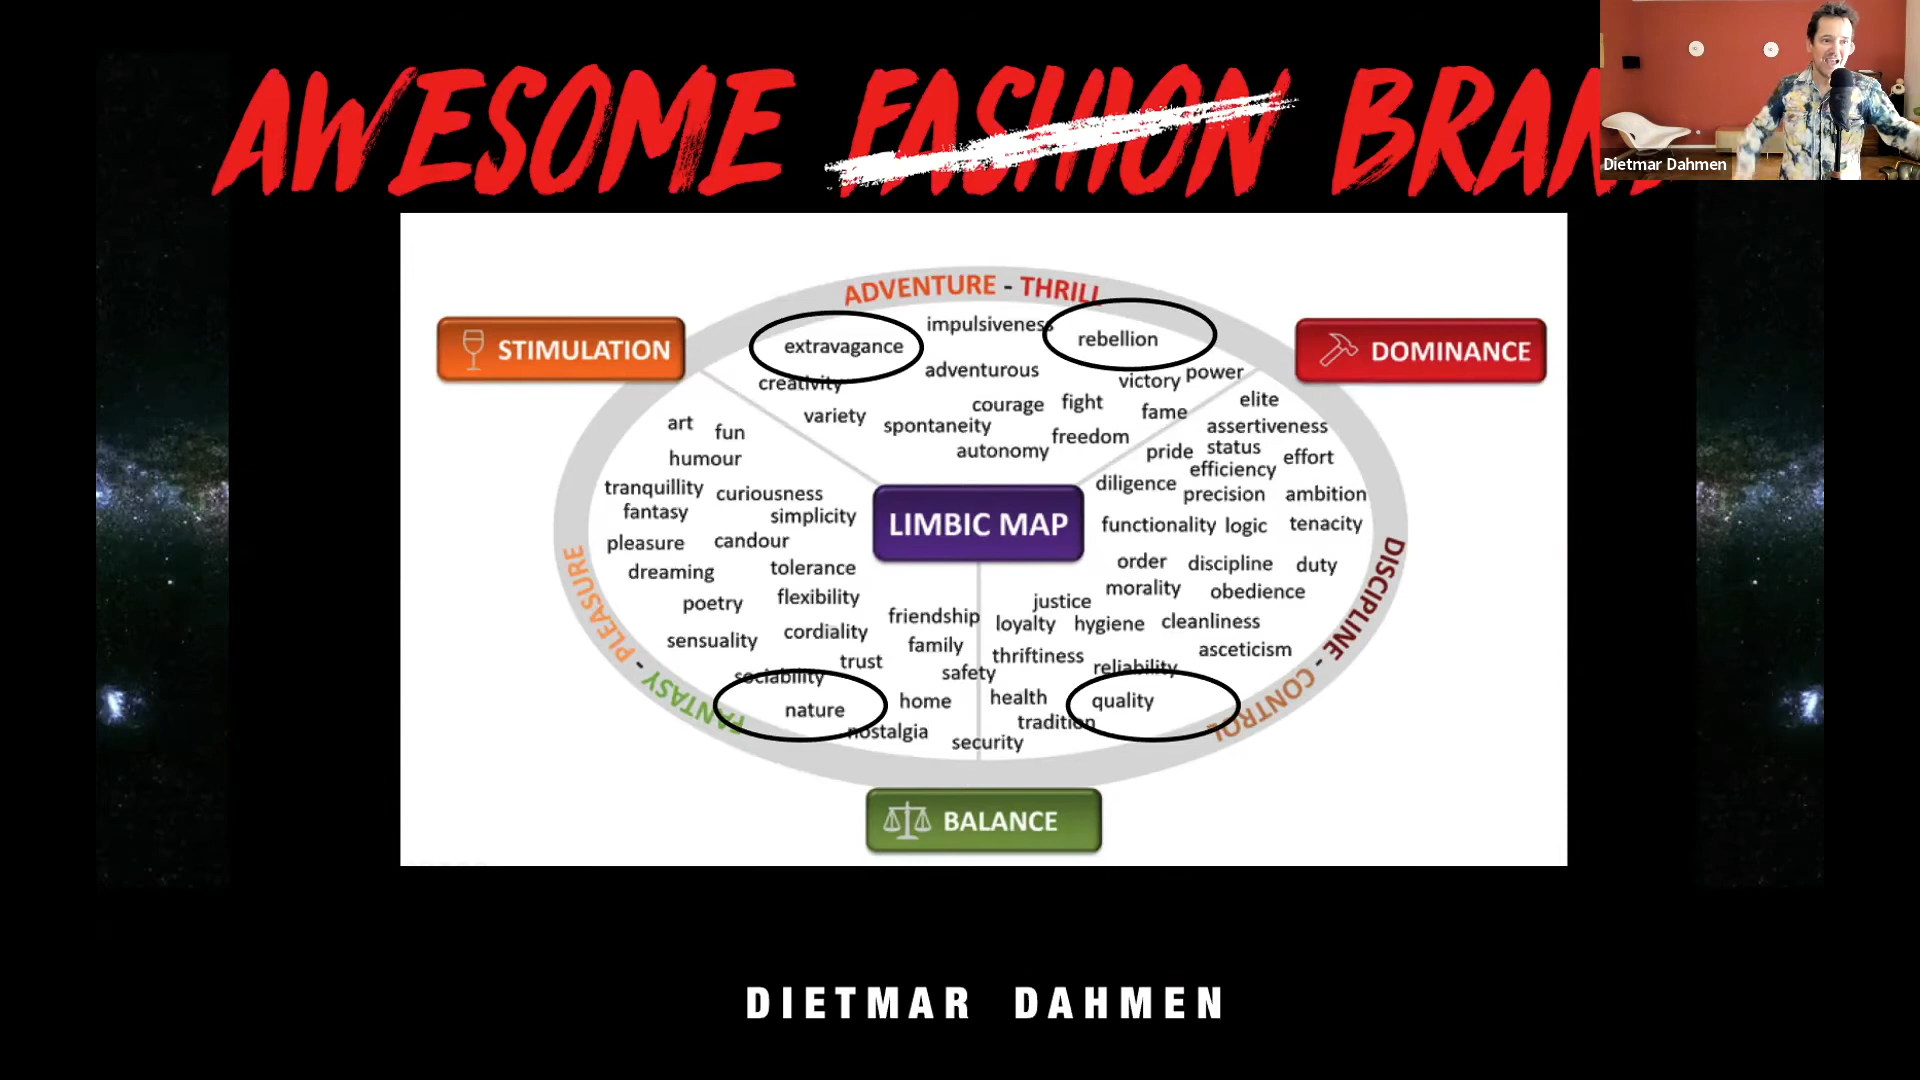 AWESOME FASHION BRAND
Dietmar Dahmen
ADVENTURE - THRILL
STIMULATION
DOMINANCE
extravagance
impulsiveness
rebellion
creativity
adventurous
victory
power
variety
courage
fight
fame
elite
spontaneity
freedom
assertiveness
autonomy
pride
status
effort
efficiency
art
fun
humour
tranquillity
curiousness
diligence
precision
ambition
fantasy
simplicity
LIMBIC MAP
functionality
logic
tenacity
pleasure
candour
dreaming
tolerance
order
discipline
duty
poetry
flexibility
morality
obedience
justice
friendship
loyalty
hygiene
cleanliness
sensuality
cordiality
family
thriftiness
asceticism
trust
safety
reliability
sociability
nature
home
health
quality
nostalgia
tradition
security
FANTASY - PLEASURE
DISCIPLINE - CONTROL
BALANCE
DIETMAR DAHMEN